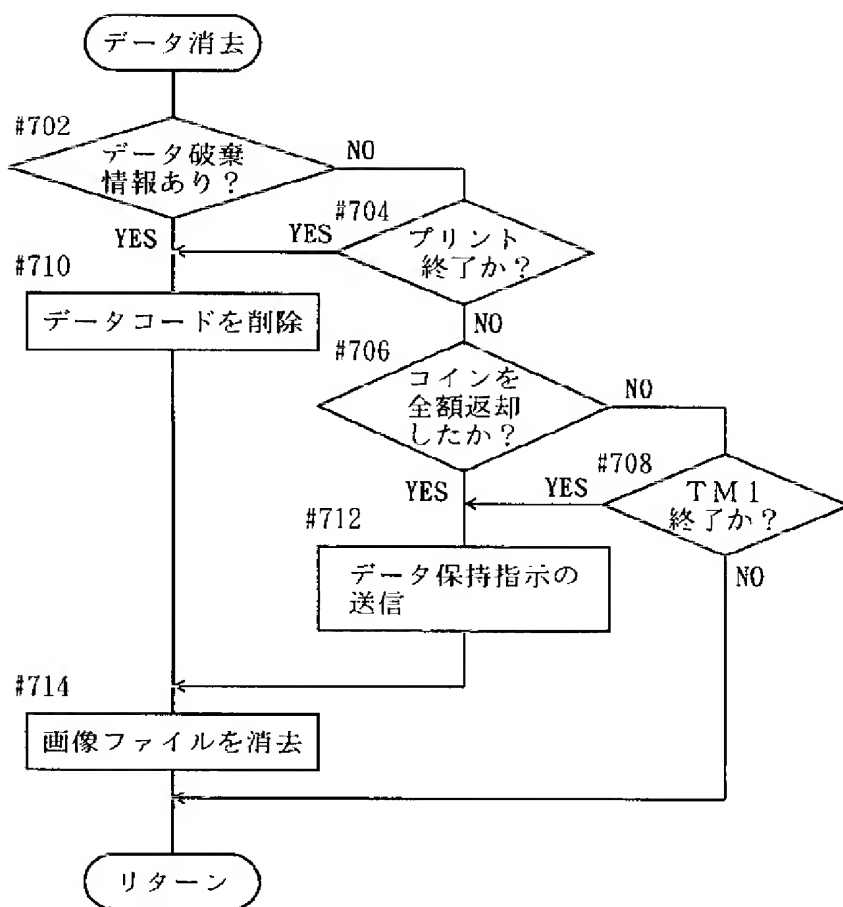 データ消去
#702
データ破棄
情報あり？
NO
YES
#704
プリント
終了か？
YES
NO
#710
データコードを削除
#706
コインを
全額返却
したか？
NO
YES
#708
TM1
終了か？
YES
NO
#712
データ保持指示の
送信
#714
画像ファイルを消去
リターン